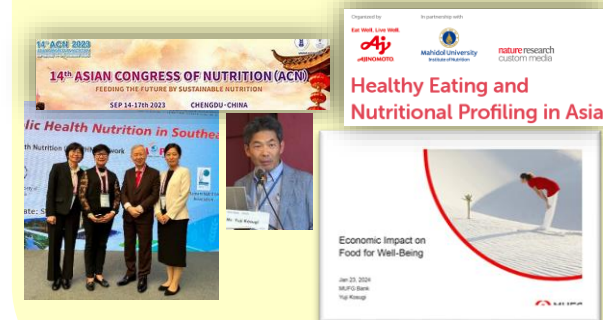 14th ACN 2023
14th ASIAN CONGRESS OF NUTRITION (ACN)
FEEDING THE FUTURE BY SUSTAINABLE NUTRITION
SEP 14-17th 2023 CHENGDU·CHINA
lic Health Nutrition in Southea
Mr. Yuji Kosugi
Organized by
In partnership with
Eat Well, Live Well.
AJINOMOTO.
Mahidol University
Institute of Nutrition
nature research
custom media
Healthy Eating and
Nutritional Profiling in Asia
Economic Impact on
Food for Well-Being
Jan 23, 2024
MUFG Bank
Yuji Kosugi